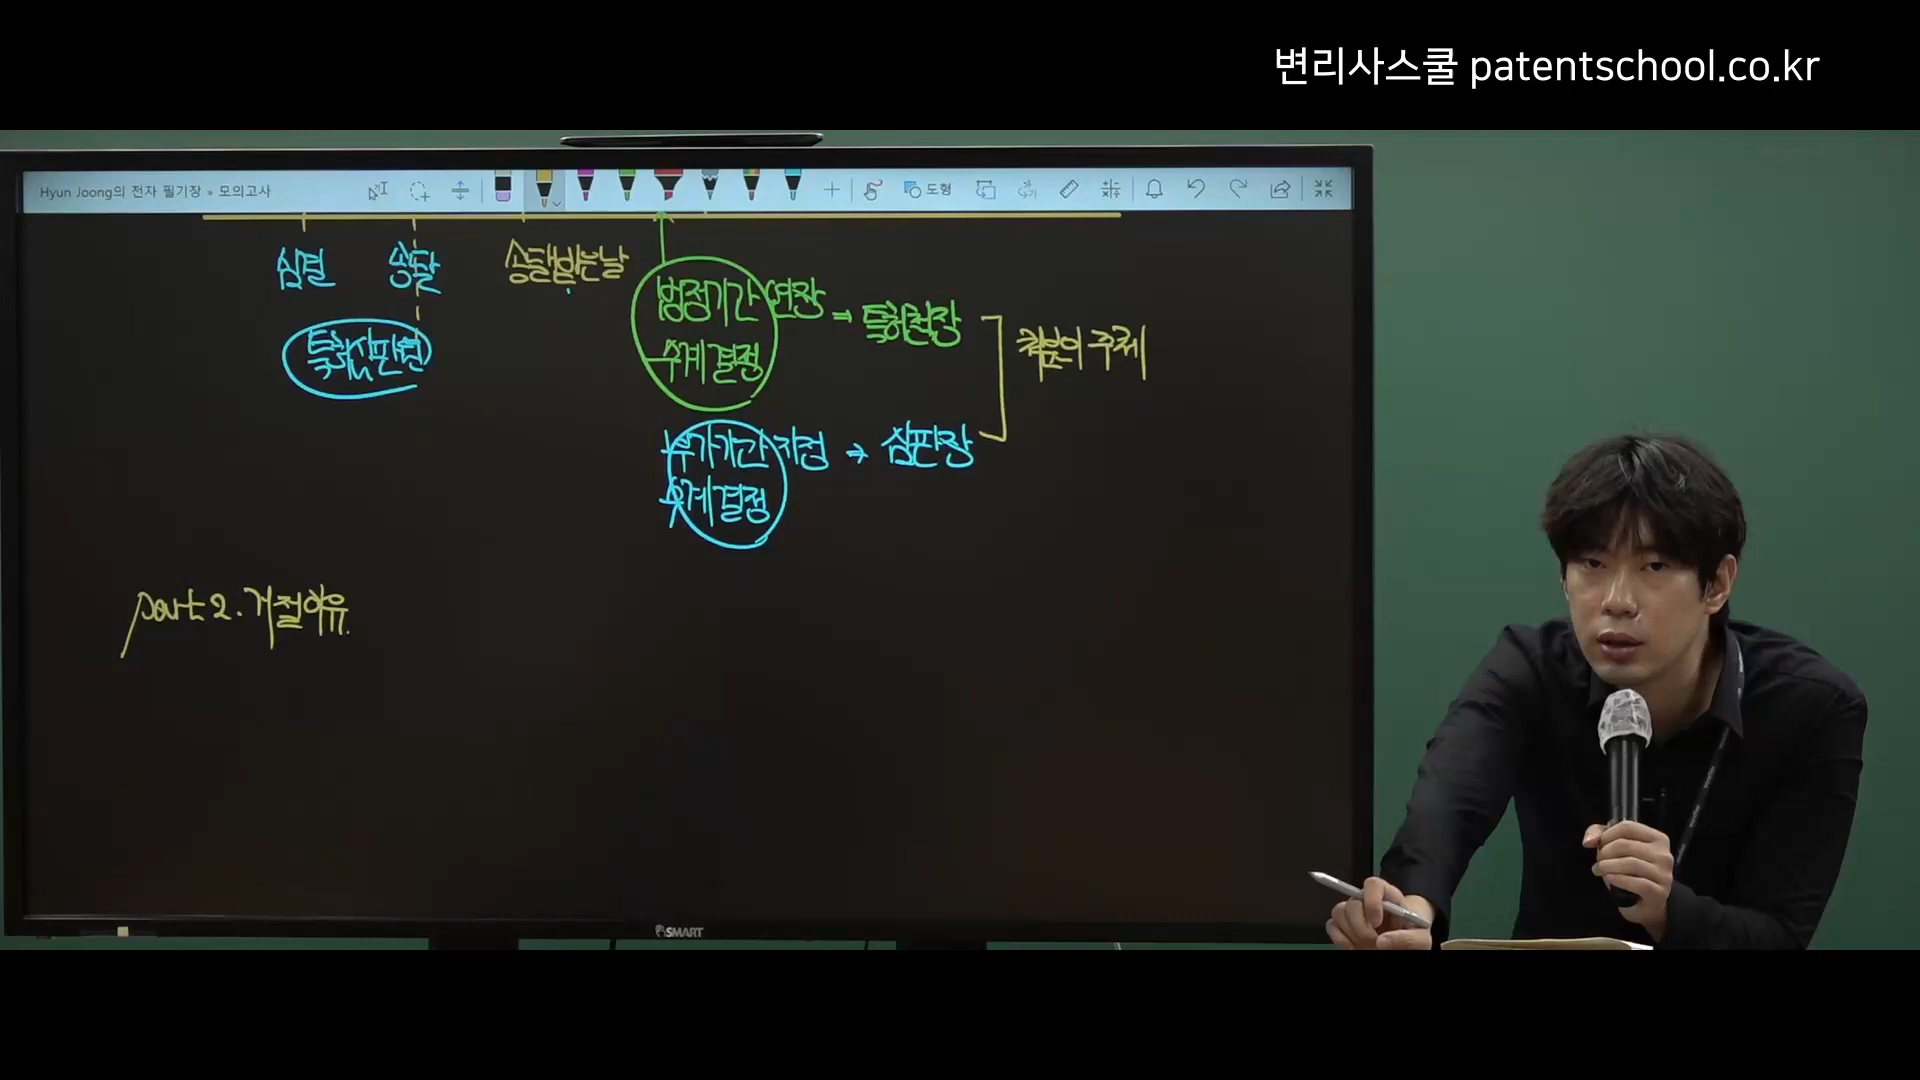 변리사스쿨 patentschool.co.kr
Hyun Joong의 전자 필기장 » 모의고사
도형
심결 송달 송달받은날
특허심판원
법정기간 연장 ⇒ 특허청장
수계 결정
처분의 주체
부가기간 지정 ⇒ 심판장
수계 결정
part 2. 거절이유.
SMART